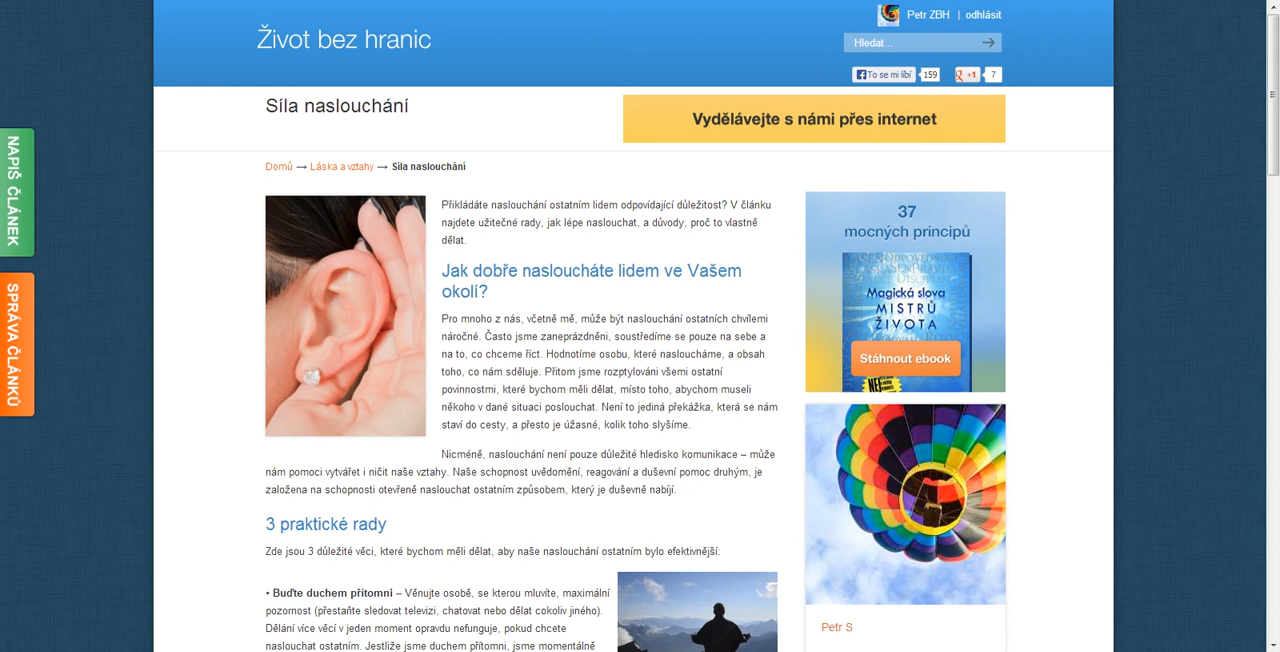 Petr ZBH | odhlásit
Život bez hranic
Hledat...
To se mi líbí 159
+1 7
Síla naslouchání
Vydělávejte s námi přes internet
NAPIŠ ČLÁNEK
SPRÁVA ČLÁNKŮ
Domů → Láska a vztahy → Síla naslouchání
Přikládáte naslouchání ostatním lidem odpovídající důležitost? V článku
najdete užitečné rady, jak lépe naslouchat, a důvody, proč to vlastně
dělat.
Jak dobře nasloucháte lidem ve Vašem
okolí?
Pro mnoho z nás, včetně mě, může být naslouchání ostatních chvílemi
náročné. Často jsme zaneprázdněni, soustředíme se pouze na sebe a
na to, co chceme říct. Hodnotíme osobu, které nasloucháme, a obsah
toho, co nám sděluje. Přitom jsme rozptylováni všemi ostatní
povinnostmi, které bychom měli dělat, místo toho, abychom museli
někoho v dané situaci poslouchat. Není to jediná překážka, která se nám
staví do cesty, a přesto je úžasné, kolik toho slyšíme.
Nicméně, naslouchání není pouze důležité hledisko komunikace – může
nám pomoci vytvářet i ničit naše vztahy. Naše schopnost uvědomění, reagování a duševní pomoc druhým, je
založena na schopnosti otevřeně naslouchat ostatním způsobem, který je duševně nabíjí.
3 praktické rady
Zde jsou 3 důležité věci, které bychom měli dělat, aby naše naslouchání ostatním bylo efektivnější:
• Buďte duchem přítomni – Věnujte osobě, se kterou mluvíte, maximální
pozornost (přestaňte sledovat televizi, chatovat nebo dělat cokoliv jiného).
Dělání více věcí v jeden moment opravdu nefunguje, pokud chcete
naslouchat ostatním. Jestliže jsme duchem přítomni, jsme momentálně
37
mocných principů
Magická slova
MISTRŮ
ŽIVOTA
Stáhnout ebook
Petr S